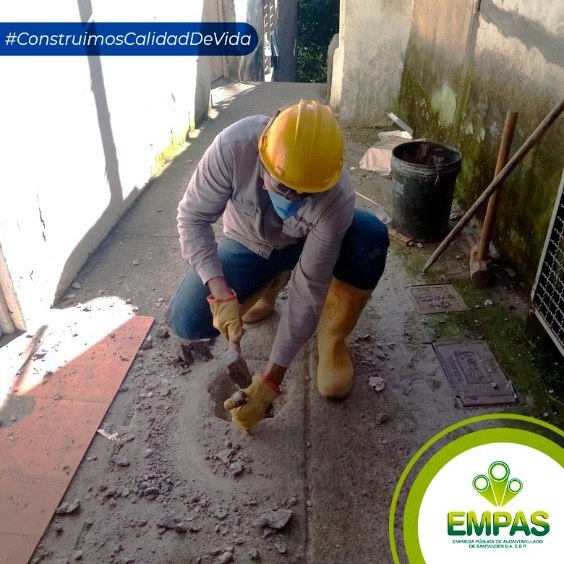 #ConstruimosCalidadDeVida
EMPAS
EMPRESA PÚBLICA DE ALCANTARILLADO
DE SANTANDER S.A. E.S.P.